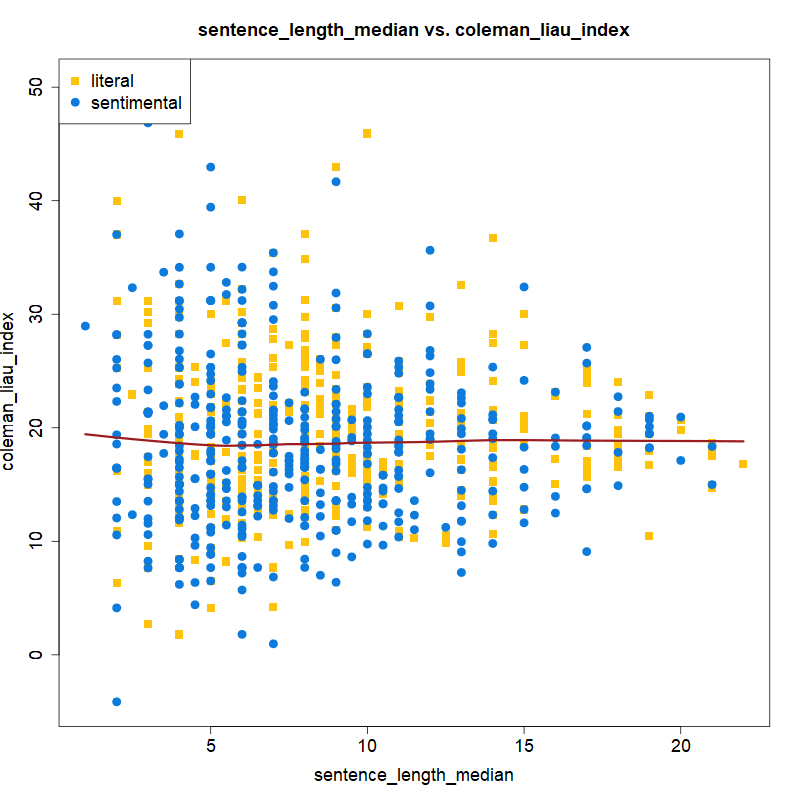 sentence_length_median vs. coleman_liau_index
literal
sentimental
50
40
30
20
10
0
coleman_liau_index
5 10 15 20
sentence_length_median